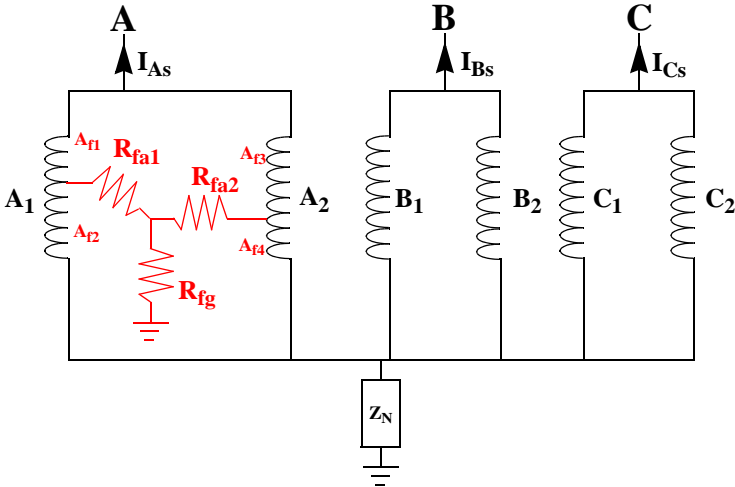 A B C
I_As I_Bs I_Cs
A_f1 R_fa1 A_f3
R_fa2
A_1 A_2 B_1 B_2 C_1 C_2
A_f2 A_f4
R_fg
Z_N